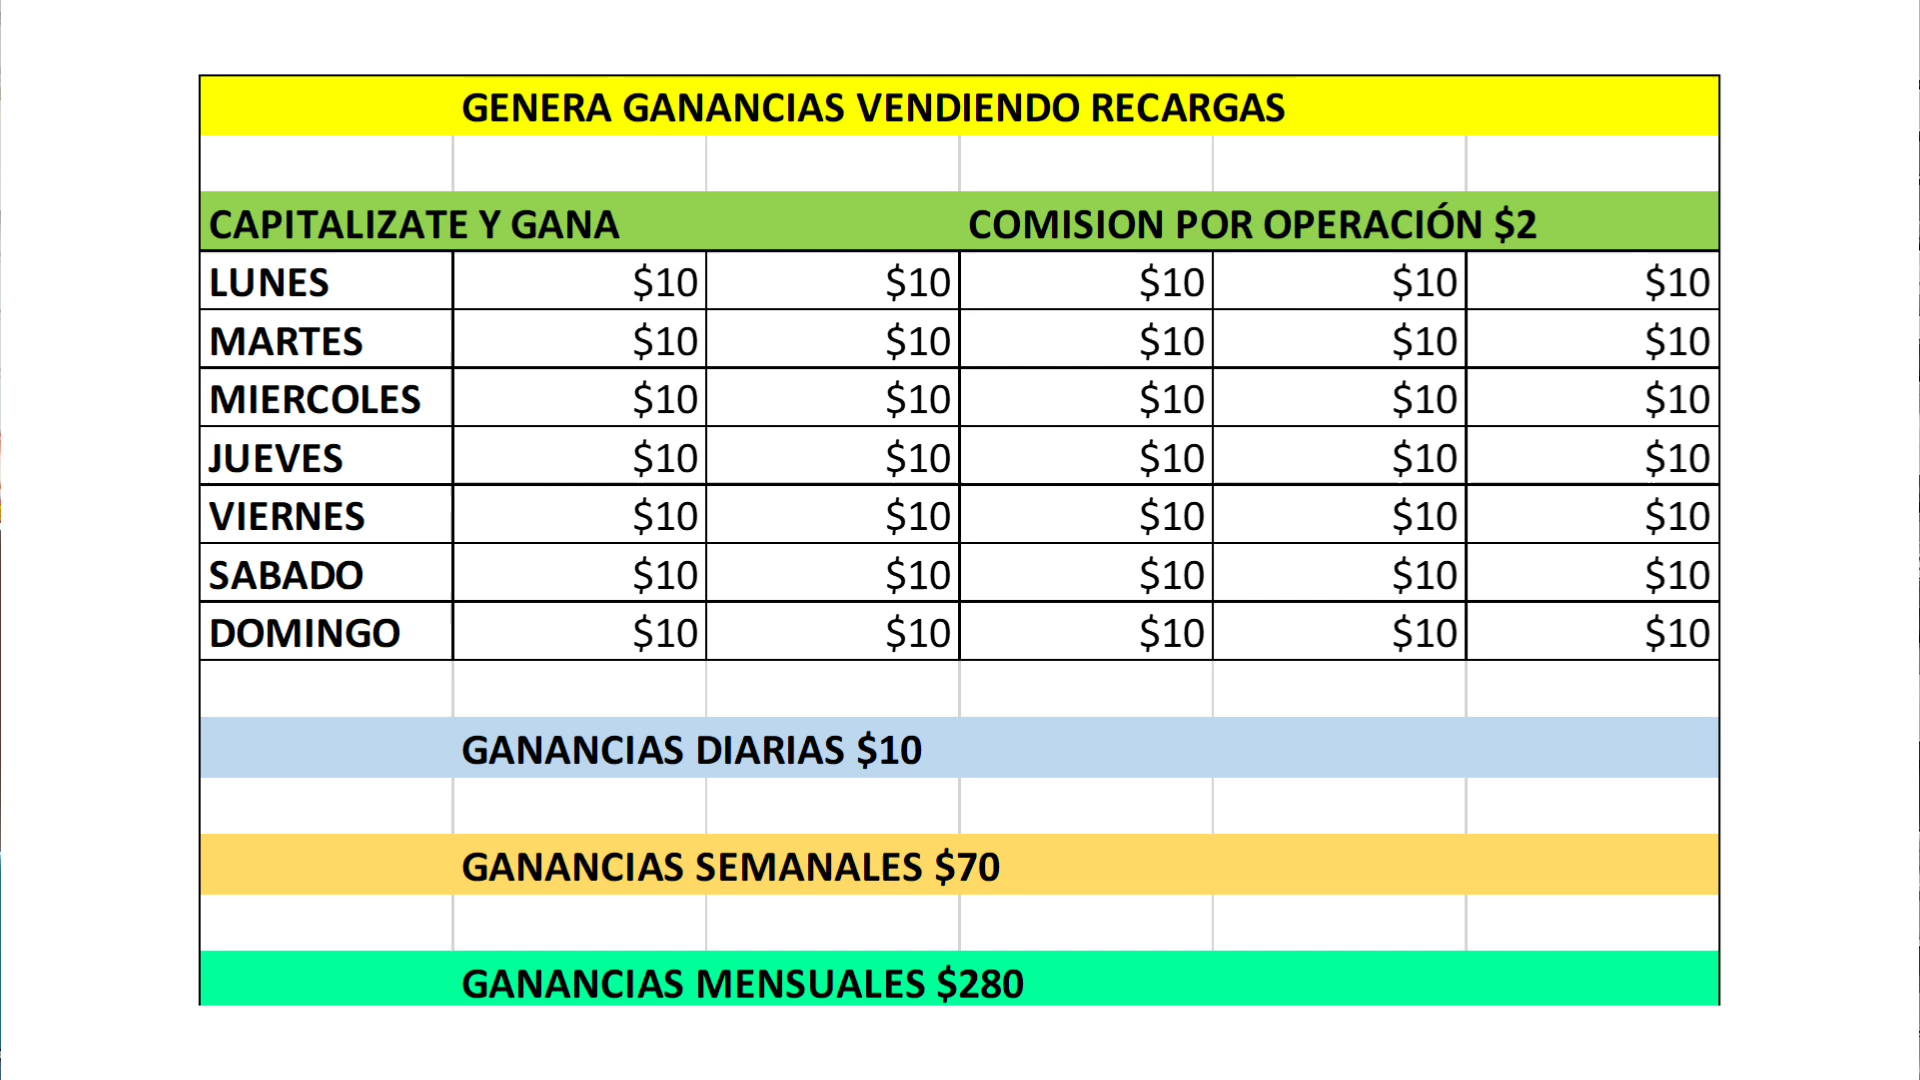 GENERA GANANCIAS VENDIENDO RECARGAS
CAPITALIZATE Y GANA COMISION POR OPERACIÓN $2
LUNES $10 $10 $10 $10 $10
MARTES $10 $10 $10 $10 $10
MIERCOLES $10 $10 $10 $10 $10
JUEVES $10 $10 $10 $10 $10
VIERNES $10 $10 $10 $10 $10
SABADO $10 $10 $10 $10 $10
DOMINGO $10 $10 $10 $10 $10
GANANCIAS DIARIAS $10
GANANCIAS SEMANALES $70
GANANCIAS MENSUALES $280